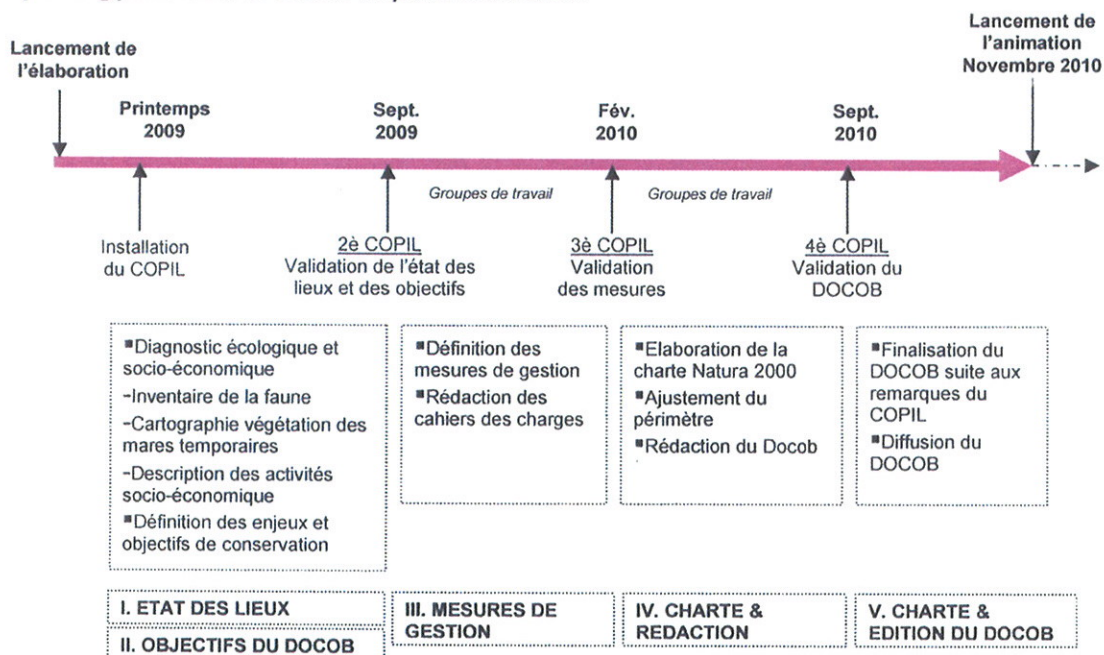 Lancement de
l'élaboration
Lancement de
l'animation
Novembre 2010
Printemps
2009
Sept.
2009
Fév.
2010
Sept.
2010
Groupes de travail
Groupes de travail
Installation
du COPIL
2è COPIL
Validation de l'état des
lieux et des objectifs
3è COPIL
Validation
des mesures
4è COPIL
Validation du
DOCOB
▪Diagnostic écologique et
socio-économique
-Inventaire de la faune
-Cartographie végétation des
mares temporaires
-Description des activités
socio-économique
▪Définition des enjeux et
objectifs de conservation
▪Définition des
mesures de gestion
▪Rédaction des
cahiers des charges
▪Elaboration de la
charte Natura 2000
▪Ajustement du
périmètre
▪Rédaction du Docob
▪Finalisation du
DOCOB suite aux
remarques du
COPIL
▪Diffusion du
DOCOB
I. ETAT DES LIEUX
II. OBJECTIFS DU DOCOB
III. MESURES DE
GESTION
IV. CHARTE &
REDACTION
V. CHARTE &
EDITION DU DOCOB